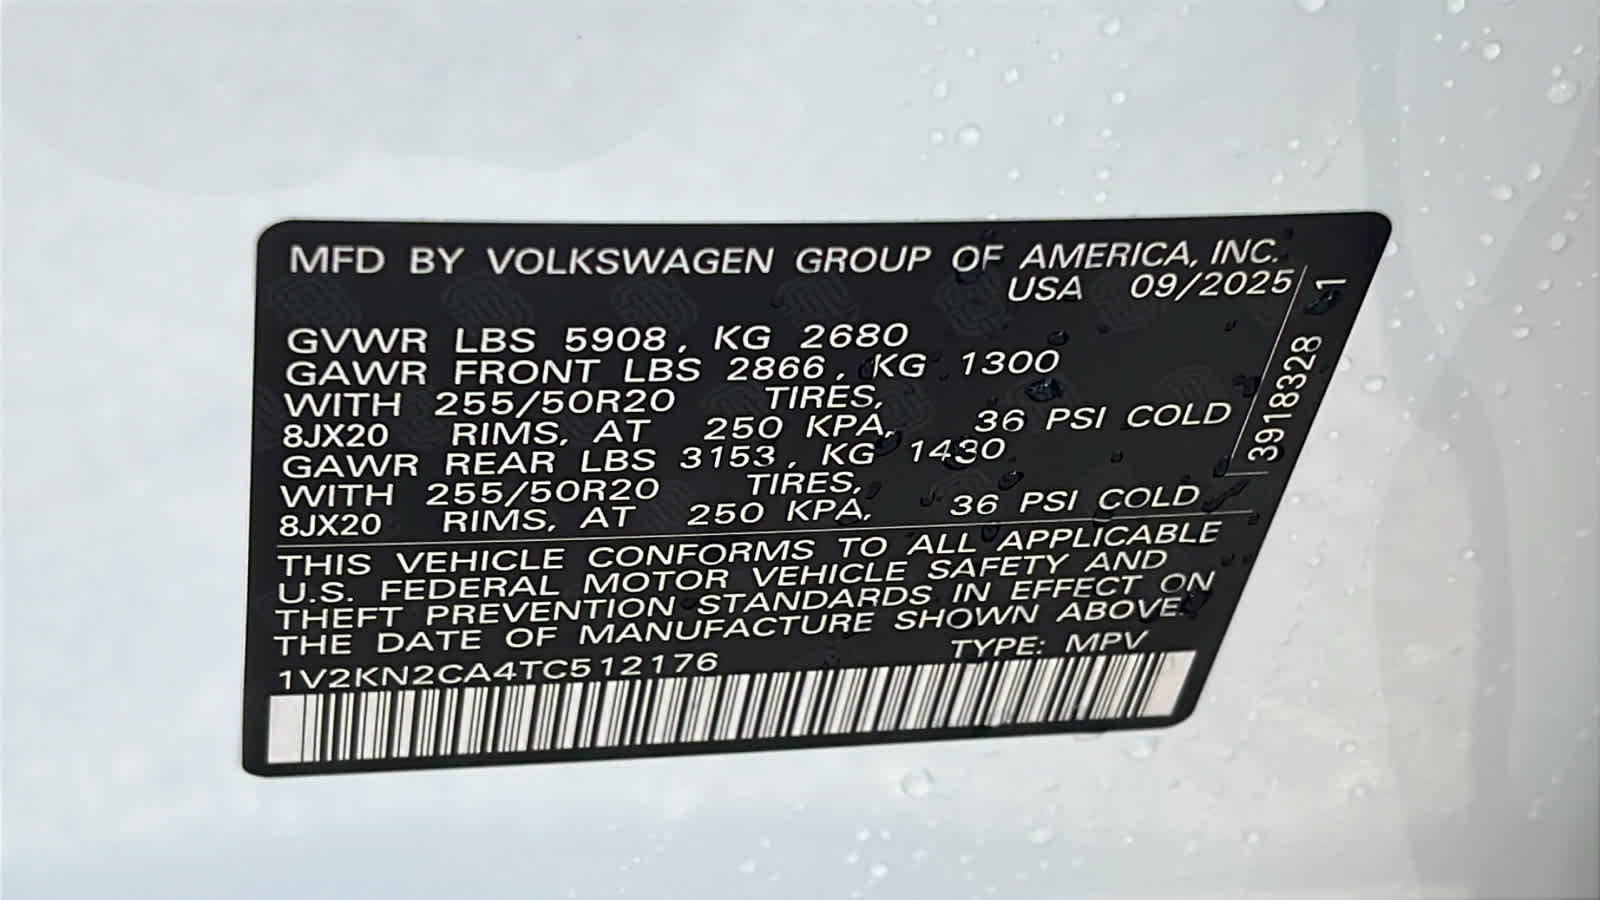 MFD BY VOLKSWAGEN GROUP OF AMERICA, INC.
USA 09/2025
GVWR LBS 5908, KG 2680
GAWR FRONT LBS 2866, KG 1300
WITH 255/50R20 TIRES,
8JX20 RIMS, AT 250 KPA, 36 PSI COLD
GAWR REAR LBS 3153, KG 1430
WITH 255/50R20 TIRES,
8JX20 RIMS, AT 250 KPA, 36 PSI COLD
THIS VEHICLE CONFORMS TO ALL APPLICABLE
U.S. FEDERAL MOTOR VEHICLE SAFETY AND
THEFT PREVENTION STANDARDS IN EFFECT ON
THE DATE OF MANUFACTURE SHOWN ABOVE.
1V2KN2CA4TC512176 TYPE: MPV
3918328 1